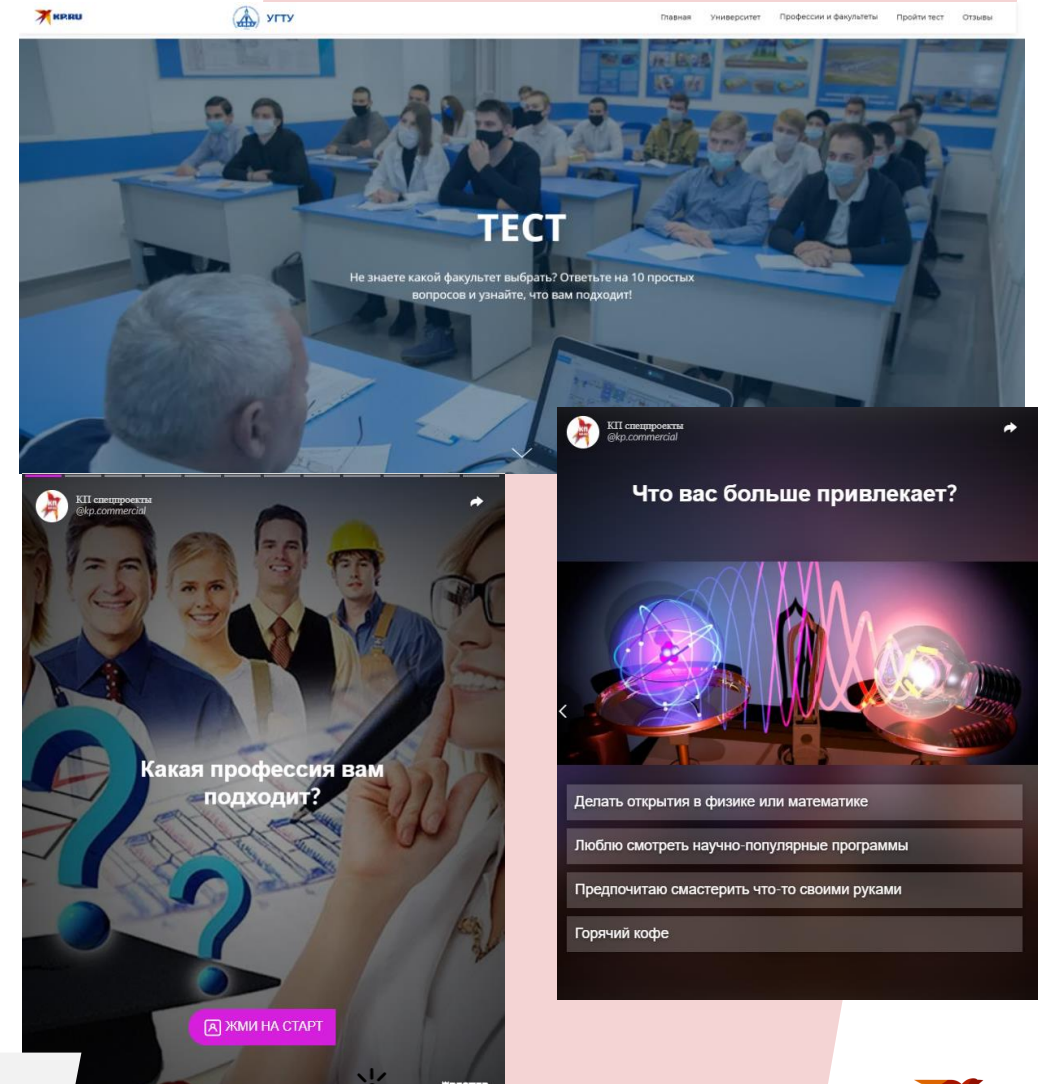 KP.RU
УГТУ
Главная Университет Профессии и факультеты Пройти тест Отзывы
ТЕСТ
Не знаете какой факультет выбрать? Ответьте на 10 простых
вопросов и узнайте, что вам подходит!
КП спецпроекты
@kp.commercial
Какая профессия вам
подходит?
ЖМИ НА СТАРТ
КП спецпроекты
@kp.commercial
Что вас больше привлекает?
Делать открытия в физике или математике
Люблю смотреть научно-популярные программы
Предпочитаю смастерить что-то своими руками
Горячий кофе